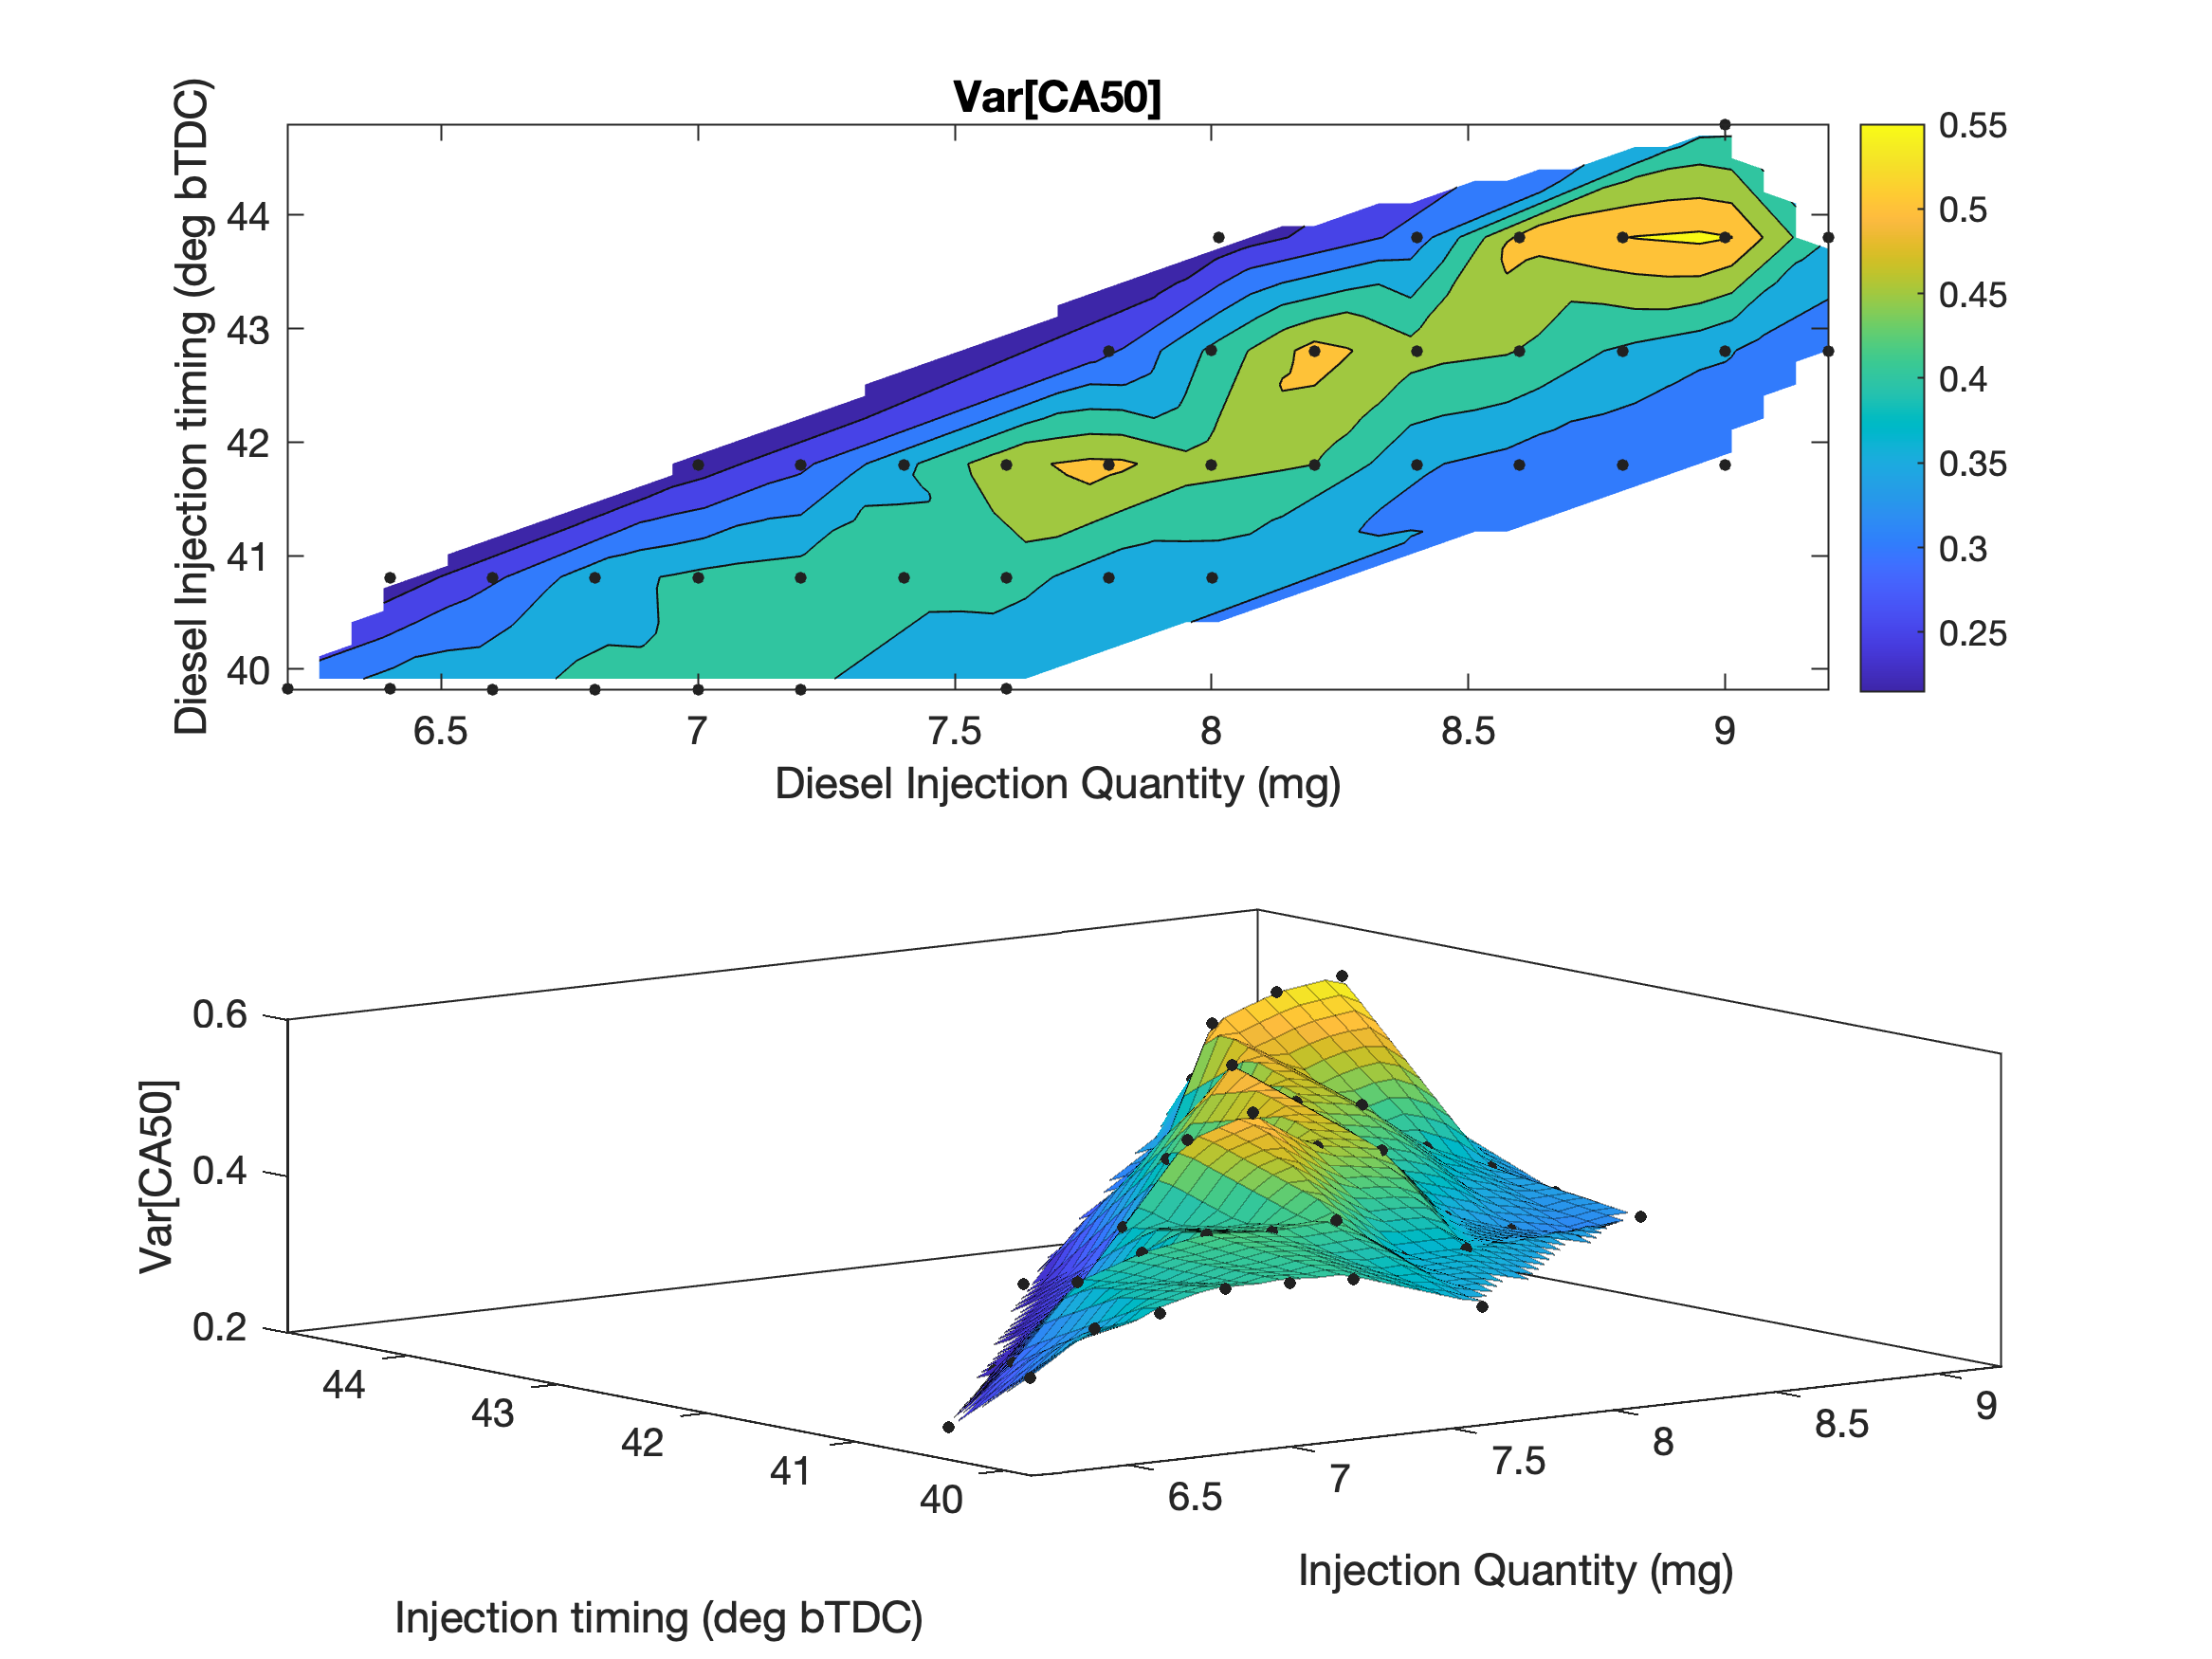 Var[CA50]
Diesel Injection timing (deg bTDC)
44
43
42
41
40
6.5 7 7.5 8 8.5 9
Diesel Injection Quantity (mg)
0.55
0.5
0.45
0.4
0.35
0.3
0.25
Var[CA50]
0.6
0.4
0.2
44 43 42 41 40
6.5 7 7.5 8 8.5 9
Injection Quantity (mg)
Injection timing (deg bTDC)